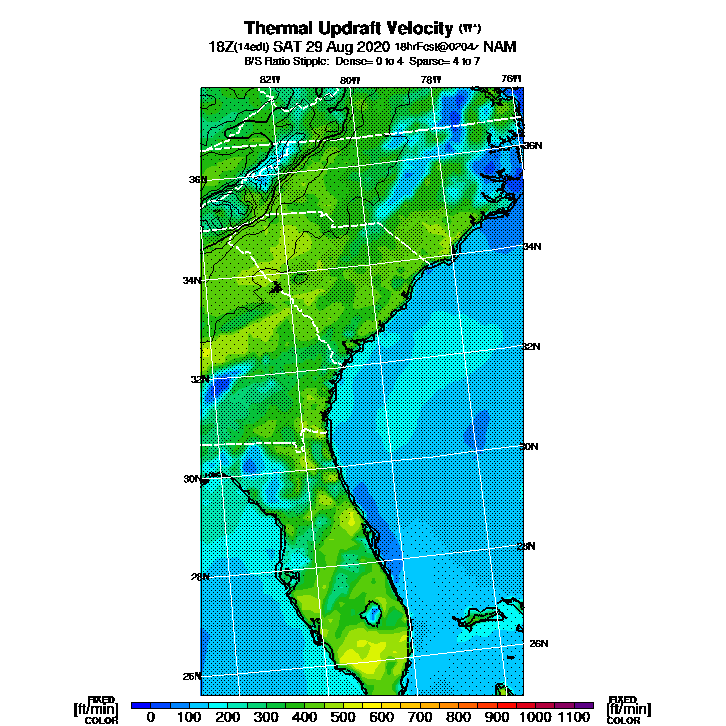 Thermal Updraft Velocity (W*)
18Z(14edt) SAT 29 Aug 2020 18hrFcst@0204z NAM
B/S Ratio Stipple: Dense= 0 to 4 Sparse= 4 to 7
82W 80W 78W 76W
36N
36N
34N
34N
32N
32N
30N
30N
28N
28N
26N
26N
FIXED FIXED
[ft/min] 0 100 200 300 400 500 600 700 800 900 1000 1100 [ft/min]
COLOR COLOR